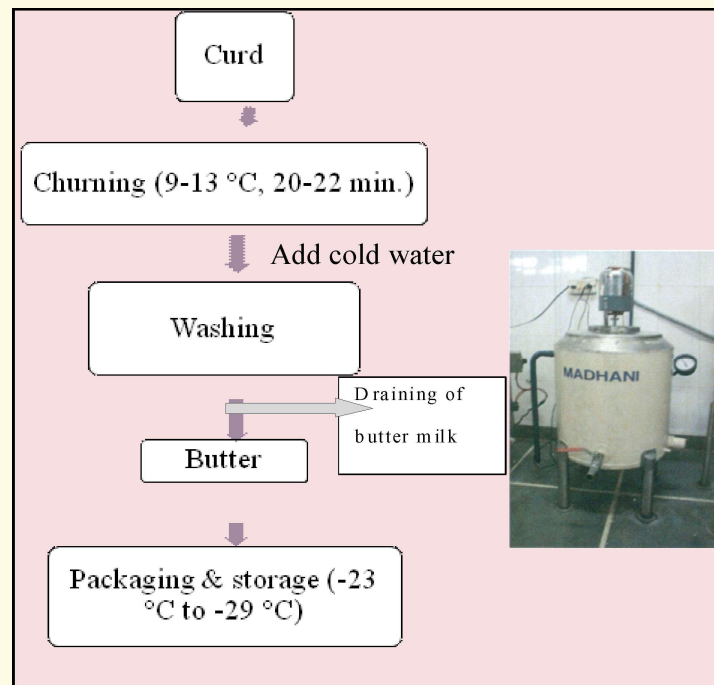 Curd
Churning (9-13 °C, 20-22 min.)
Add cold water
Washing
Draining of
butter milk
Butter
MADHANI
Packaging & storage (-23
°C to -29 °C)